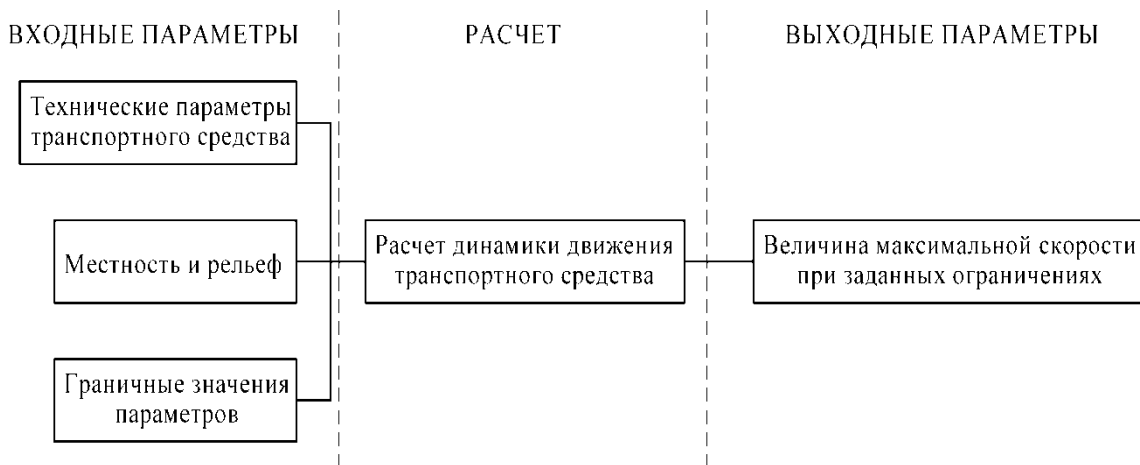 ВХОДНЫЕ ПАРАМЕТРЫ
РАСЧЕТ
ВЫХОДНЫЕ ПАРАМЕТРЫ
Технические параметры
транспортного средства
Местность и рельеф
Граничные значения
параметров
Расчет динамики движения
транспортного средства
Величина максимальной скорости
при заданных ограничениях